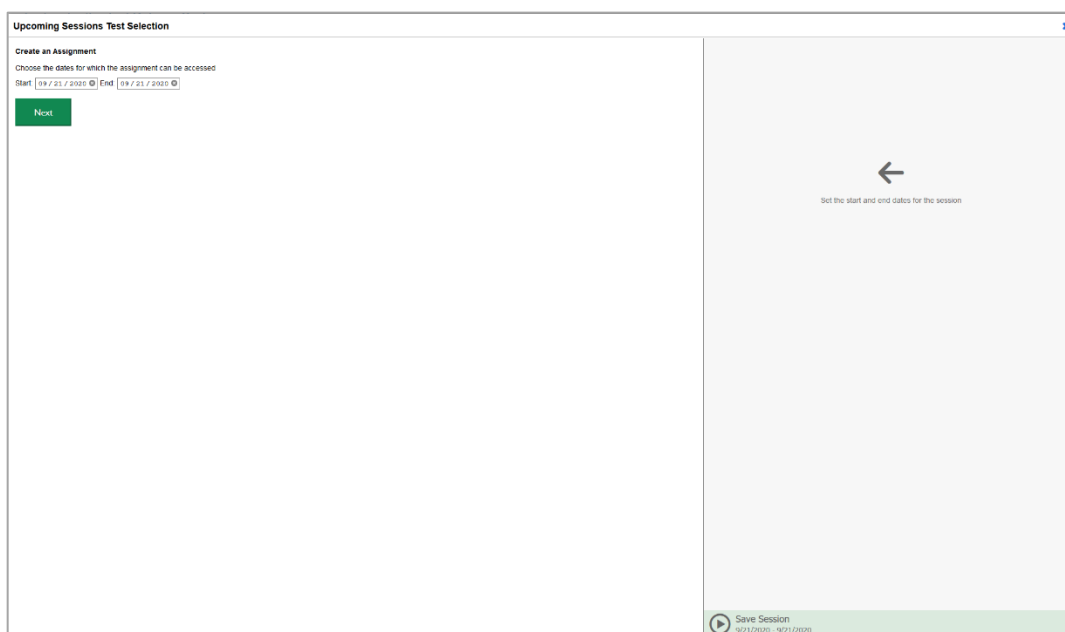 Upcoming Sessions Test Selection
Create an Assignment
Choose the dates for which the assignment can be accessed
Start 09 / 21 / 2020 End 09 / 21 / 2020
Next
Set the start and end dates for the session
Save Session
9/21/2020 - 9/21/2020